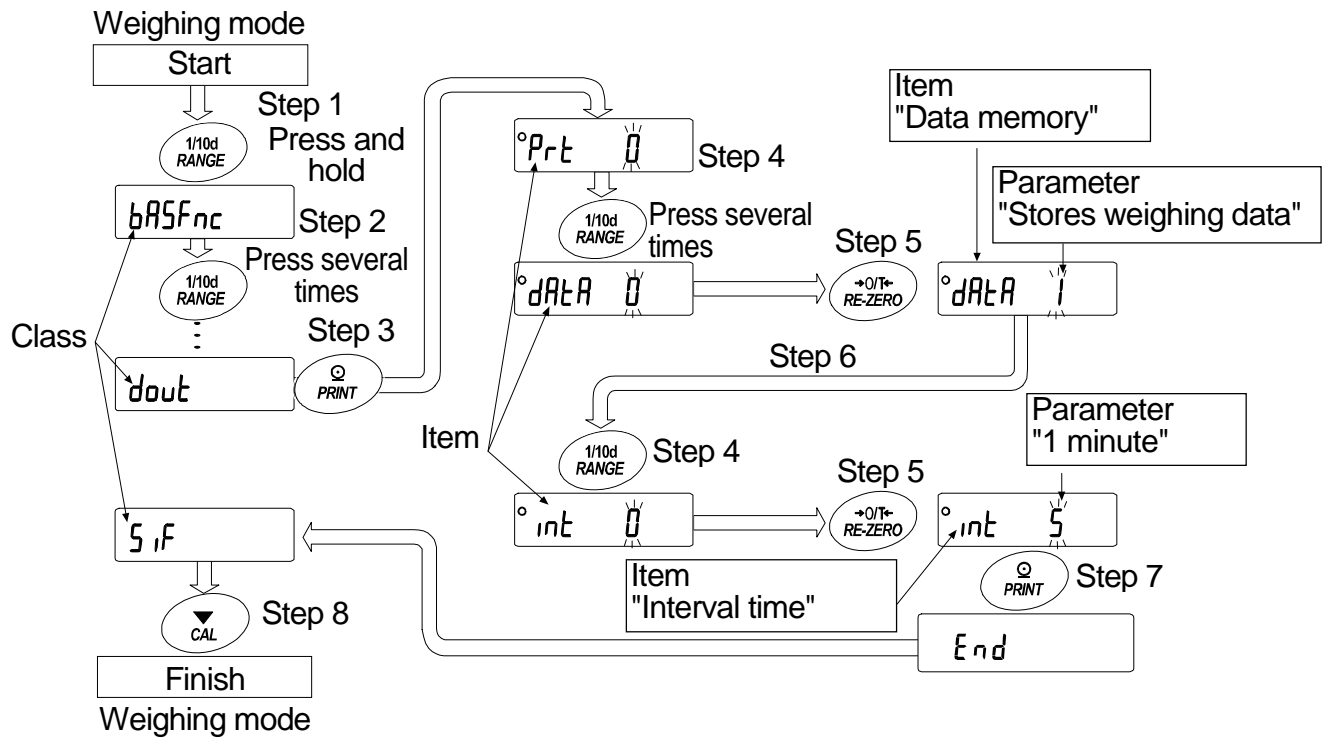 Weighing mode
Start
Step 1
Press and
hold
1/10d
RANGE
bASFnc
Step 2
Press several
times
1/10d
RANGE
Class
dout
Step 3
PRINT
Prt 0
Step 4
1/10d
RANGE
Press several
times
dAtA 0
Step 5
→0/T←
RE-ZERO
Item
"Data memory"
Parameter
"Stores weighing data"
dAtA 1
Step 6
Item
1/10d
RANGE
Step 4
int 0
Step 5
→0/T←
RE-ZERO
Parameter
"1 minute"
int 5
Item
"Interval time"
PRINT
Step 7
End
SiF
CAL
Step 8
Finish
Weighing mode